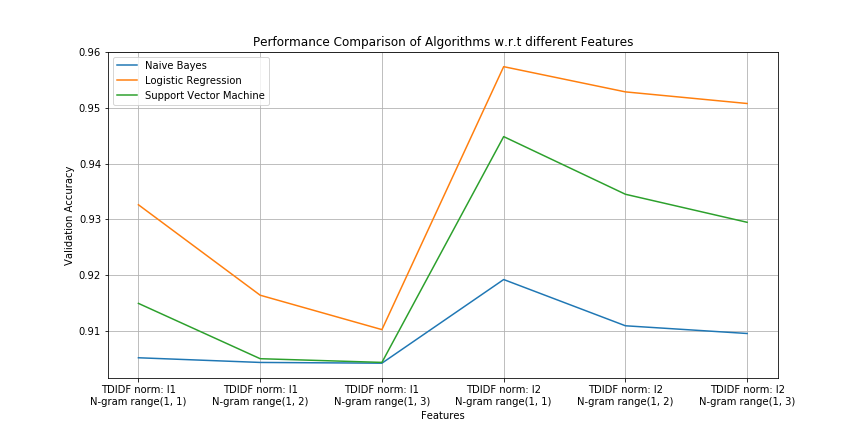 Performance Comparison of Algorithms w.r.t different Features
Naive Bayes
Logistic Regression
Support Vector Machine
Validation Accuracy
0.96
0.95
0.94
0.93
0.92
0.91
TDIDF norm: l1
N-gram range(1, 1)
TDIDF norm: l1
N-gram range(1, 2)
TDIDF norm: l1
N-gram range(1, 3)
TDIDF norm: l2
N-gram range(1, 1)
TDIDF norm: l2
N-gram range(1, 2)
TDIDF norm: l2
N-gram range(1, 3)
Features